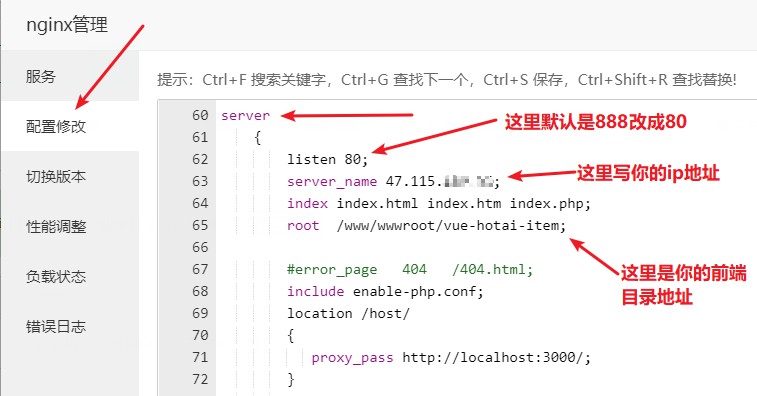 nginx管理
服务
配置修改
切换版本
性能调整
负载状态
错误日志
提示：Ctrl+F 搜索关键字，Ctrl+G 查找下一个，Ctrl+S 保存，Ctrl+Shift+R 查找替换!
60 server
61 {
62 listen 80;
63 server_name 47.115.
64 index index.html index.htm index.php;
65 root /www/wwwroot/vue-hotai-item;
66
67 #error_page 404 /404.html;
68 include enable-php.conf;
69 location /host/
70 {
71 proxy_pass http://localhost:3000/;
72 }
这里默认是888改成80
这里写你的ip地址
这里是你的前端
目录地址